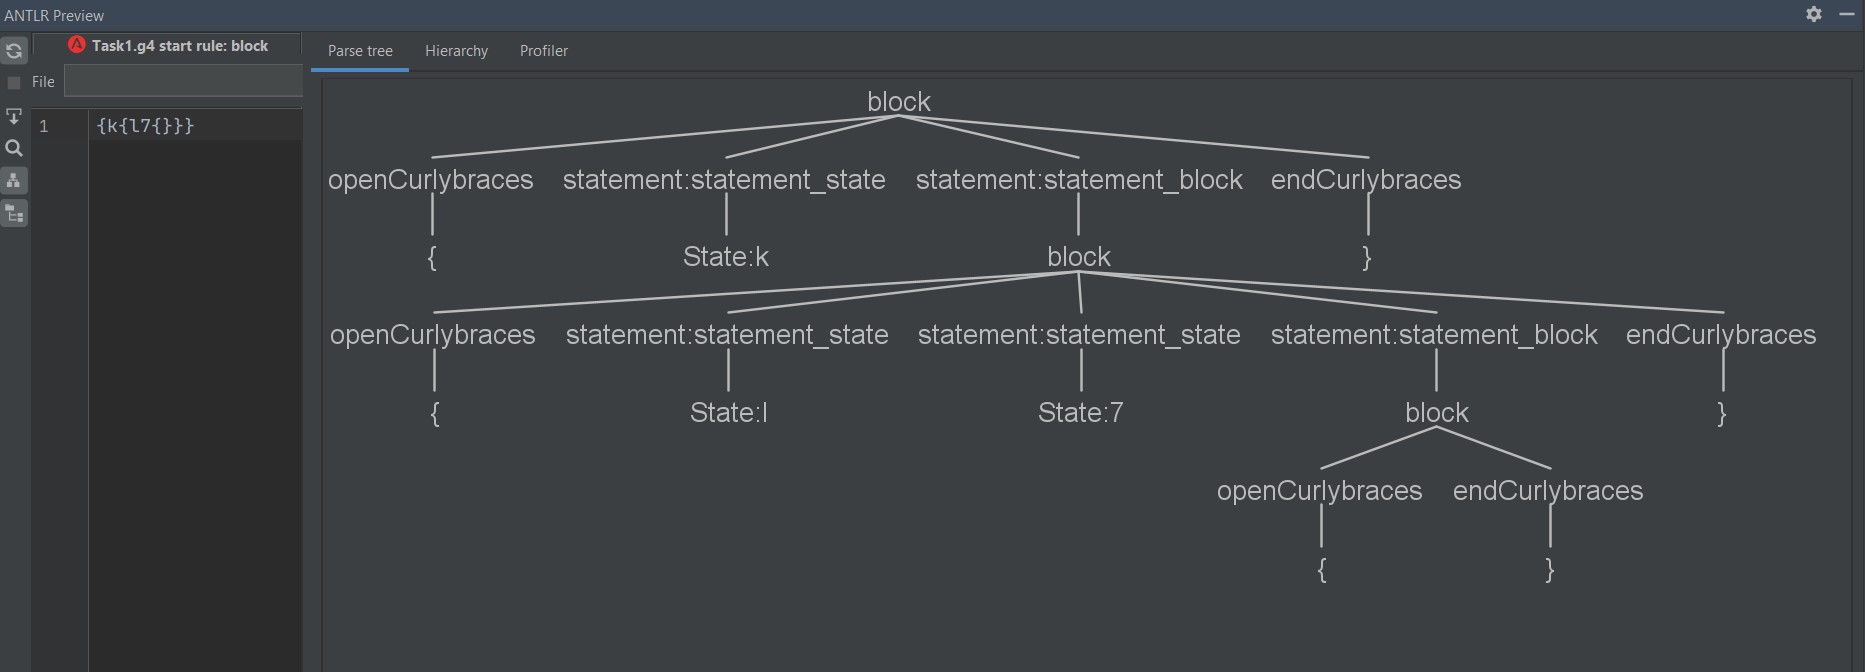 ANTLR Preview
Task1.g4 start rule: block
Parse tree Hierarchy Profiler
File
1 {k{l7{}}}
block
openCurlybraces statement:statement_state statement:statement_block endCurlybraces
{ State:k block }
openCurlybraces statement:statement_state statement:statement_state statement:statement_block endCurlybraces
{ State:l State:7 block }
openCurlybraces endCurlybraces
{ }